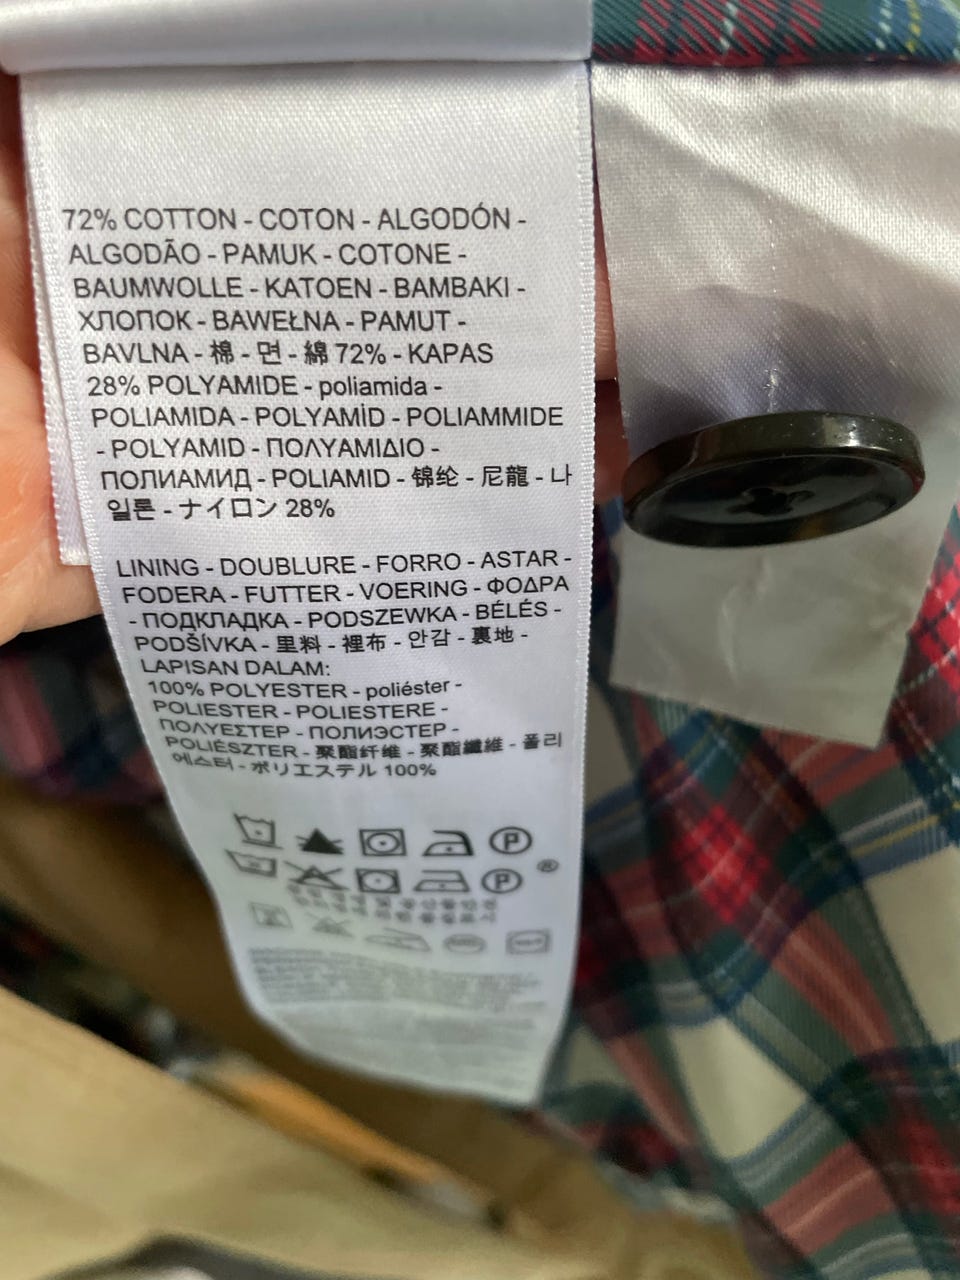 72% COTTON - COTON - ALGODÓN -
ALGODÃO - PAMUK - COTONE -
BAUMWOLLE - KATOEN - BAMBAKI -
ХЛОПОК - BAWEŁNA - PAMUT -
BAVLNA - 棉 - 면 - 綿 72% - KAPAS
28% POLYAMIDE - poliamida -
POLIAMIDA - POLYAMİD - POLIAMMIDE
- POLYAMID - ΠΟΛΥΑΜΙΔΙΟ -
ПОЛИАМИД - POLIAMID - 锦纶 - 尼龍 - 나
일론 - ナイロン 28%
LINING - DOUBLURE - FORRO - ASTAR -
FODERA - FUTTER - VOERING - ΦΟΔΡΑ
- ПОДКЛАДКА - PODSZEWKA - BÉLÉS -
PODŠÍVKA - 里料 - 裡布 - 안감 - 裏地 -
LAPISAN DALAM:
100% POLYESTER - poliéster -
POLIESTER - POLIESTERE -
ΠΟΛΥΕΣΤΕΡ - ПОЛИЭСТЕР -
POLIÉSZTER - 聚酯纤维 - 聚酯纖維 - 폴리
에스터 - ポリエステル 100%
P
P ®